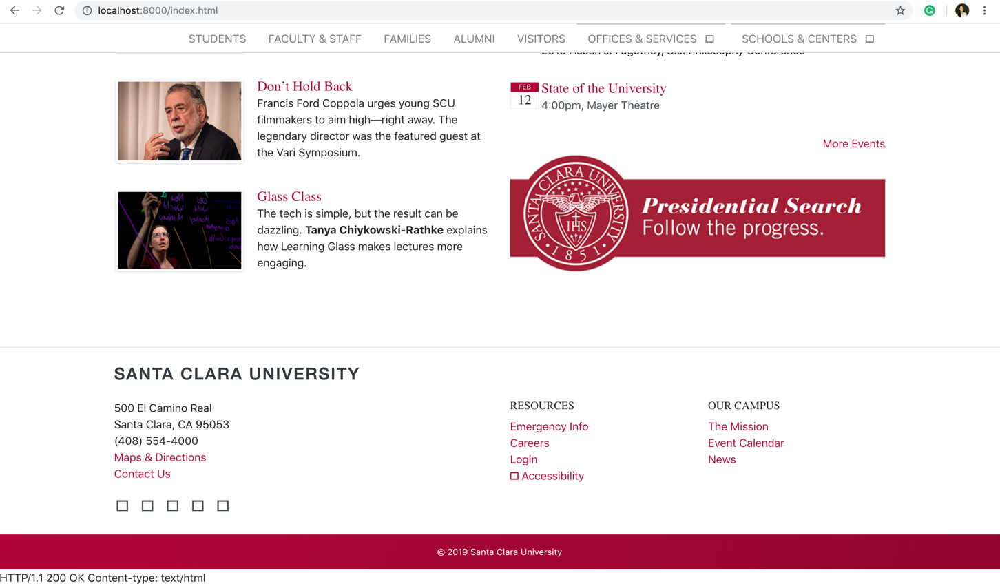 localhost:8000/index.html
STUDENTS FACULTY & STAFF FAMILIES ALUMNI VISITORS OFFICES & SERVICES SCHOOLS & CENTERS
Don’t Hold Back
Francis Ford Coppola urges young SCU
filmmakers to aim high—right away. The
legendary director was the featured guest at
the Vari Symposium.
Glass Class
The tech is simple, but the result can be
dazzling. Tanya Chiykowski-Rathke explains
how Learning Glass makes lectures more
engaging.
FEB
12
State of the University
4:00pm, Mayer Theatre
More Events
SANTA CLARA UNIVERSITY
IHS
1851
Presidential Search
Follow the progress.
SANTA CLARA UNIVERSITY
500 El Camino Real
Santa Clara, CA 95053
(408) 554-4000
Maps & Directions
Contact Us
RESOURCES
Emergency Info
Careers
Login
Accessibility
OUR CAMPUS
The Mission
Event Calendar
News
© 2019 Santa Clara University
HTTP/1.1 200 OK Content-type: text/html